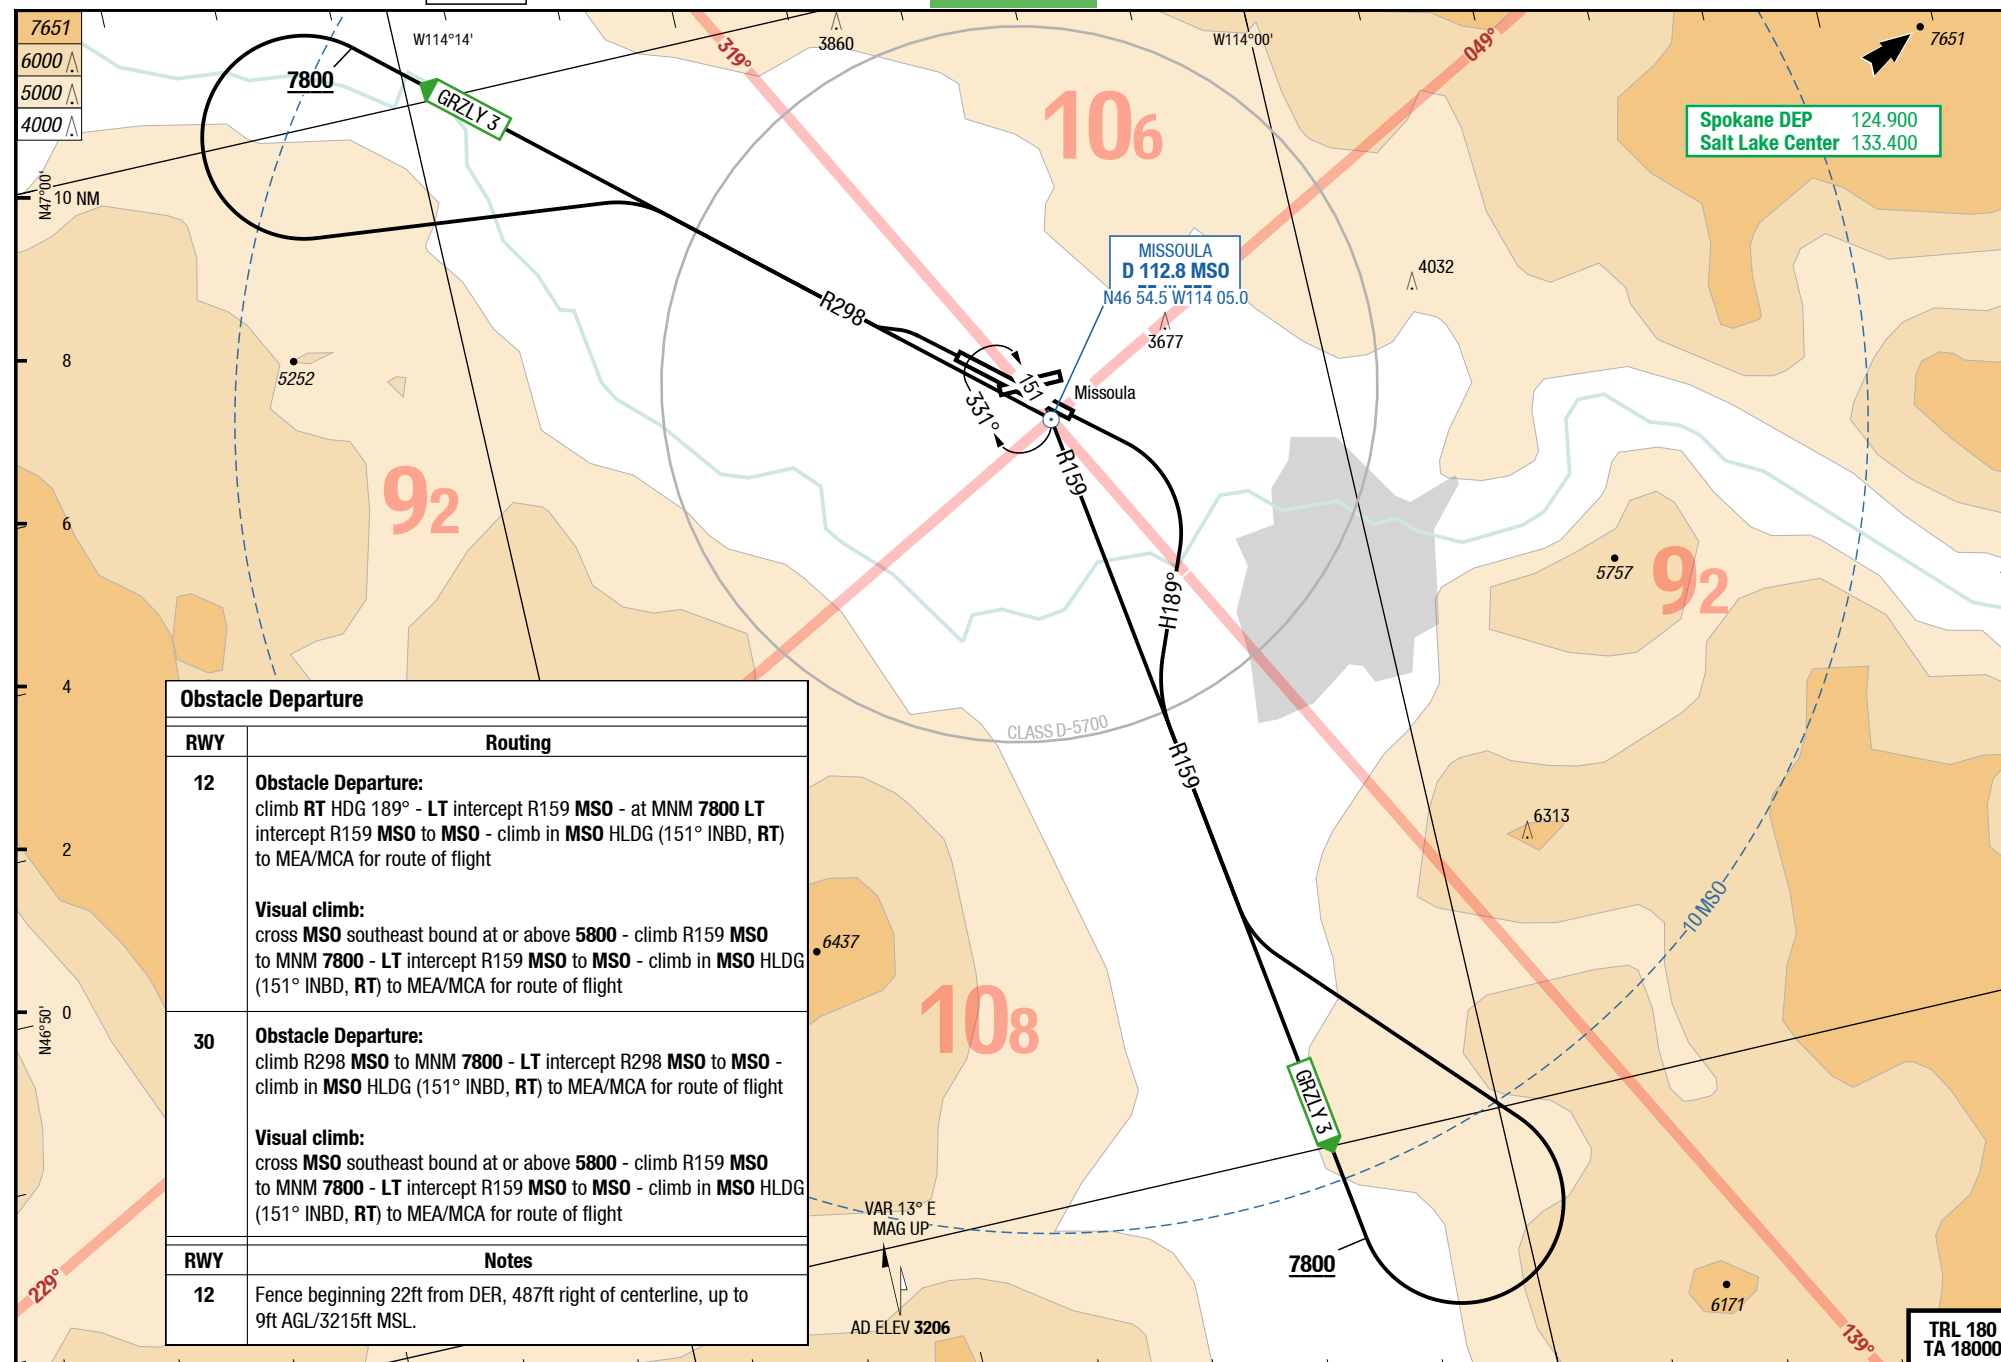 7651
6000
5000
4000
W114°14'
3860
319°
W114°00'
049°
7651
7800
GRZLY 3
106
Spokane DEP 124.900
Salt Lake Center 133.400
N47°00'
10 NM
MISSOULA
D 112.8 MSO
N46 54.5 W114 05.0
4032
R298
3677
8
5252
151
331°
Missoula
R159
92
6
H189°
5757
92
4
CLASS D-5700
R159
Obstacle Departure
RWY Routing
12 Obstacle Departure:
climb RT HDG 189° - LT intercept R159 MSO - at MNM 7800 LT
intercept R159 MSO to MSO - climb in MSO HLDG (151° INBD, RT)
to MEA/MCA for route of flight
Visual climb:
cross MSO southeast bound at or above 5800 - climb R159 MSO
to MNM 7800 - LT intercept R159 MSO to MSO - climb in MSO HLDG
(151° INBD, RT) to MEA/MCA for route of flight
30 Obstacle Departure:
climb R298 MSO to MNM 7800 - LT intercept R298 MSO to MSO -
climb in MSO HLDG (151° INBD, RT) to MEA/MCA for route of flight
Visual climb:
cross MSO southeast bound at or above 5800 - climb R159 MSO
to MNM 7800 - LT intercept R159 MSO to MSO - climb in MSO HLDG
(151° INBD, RT) to MEA/MCA for route of flight
RWY Notes
12 Fence beginning 22ft from DER, 487ft right of centerline, up to
9ft AGL/3215ft MSL.
2
6313
10 MSO
6437
N46°50'
0
108
GRZLY 3
VAR 13° E
MAG UP
7800
229°
6171
AD ELEV 3206
139°
TRL 180
TA 18000